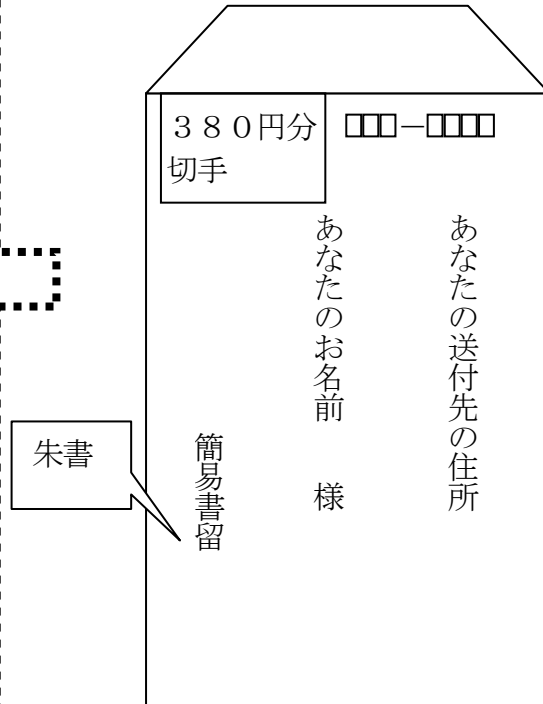 ３８０円分
切手
□□□－□□□□
あなたの送付先の住所
あなたのお名前　様
簡易書留
朱書